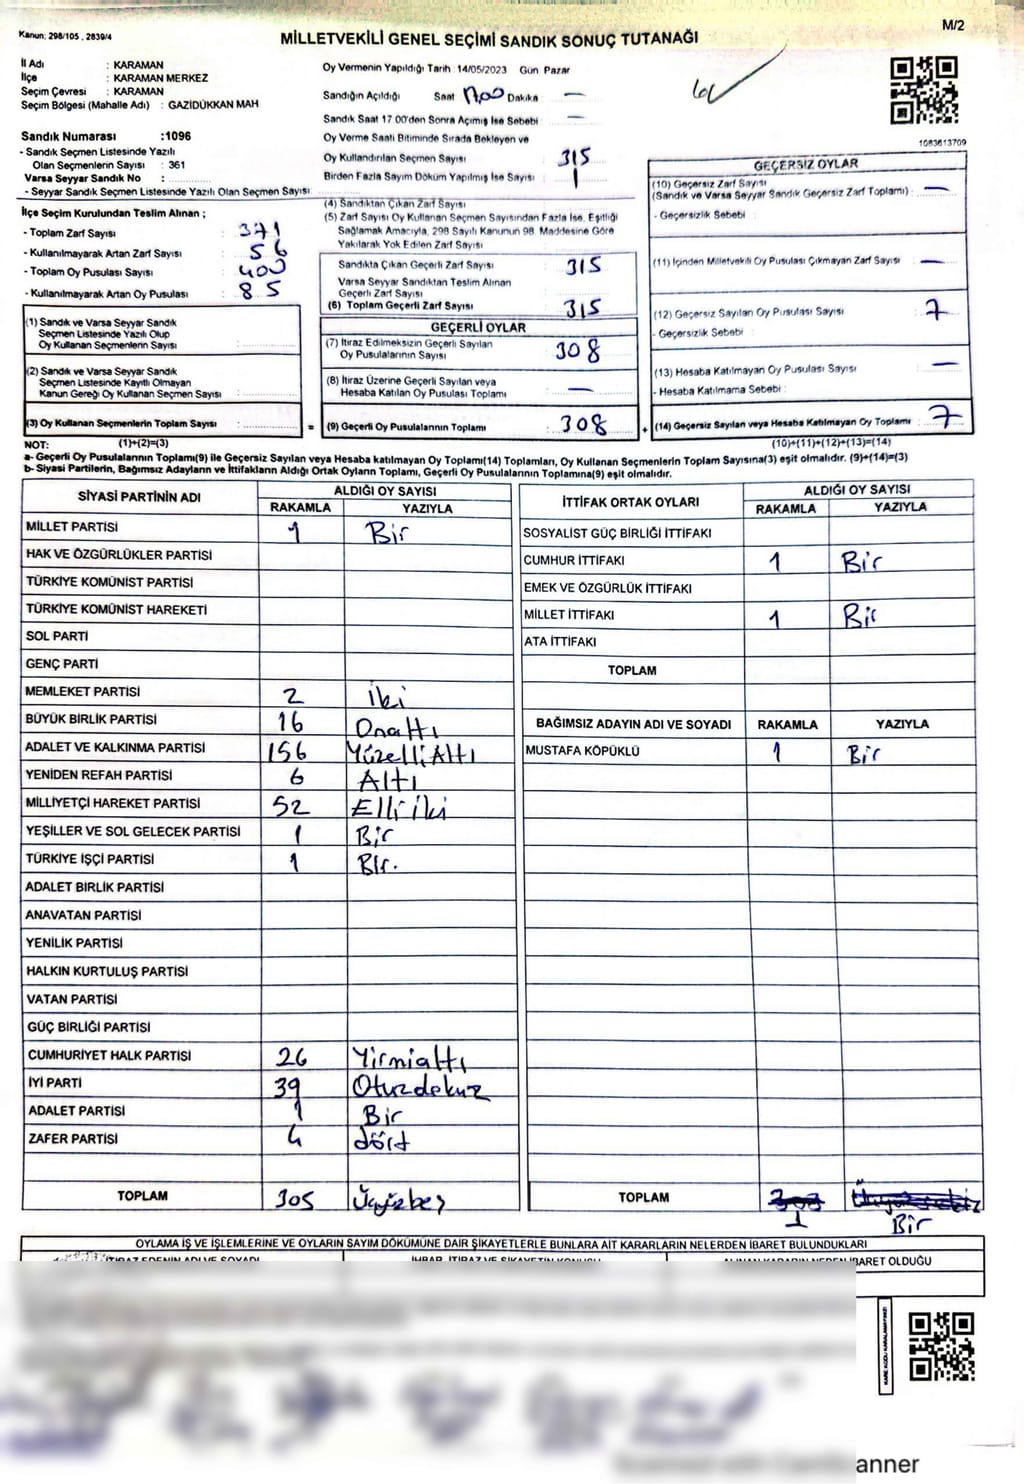 Kanun: 298/105 , 2839/4
M/2
MİLLETVEKİLİ GENEL SEÇİMİ SANDIK SONUÇ TUTANAĞI
İl Adı : KARAMAN
İlçe : KARAMAN MERKEZ
Seçim Çevresi : KARAMAN
Seçim Bölgesi (Mahalle Adı) : GAZİDÜKKAN MAH
Sandık Numarası :1096
- Sandık Seçmen Listesinde Yazılı
Olan Seçmenlerin Sayısı : 361
Varsa Seyyar Sandık No :
- Seyyar Sandık Seçmen Listesinde Yazılı Olan Seçmen Sayısı:
İlçe Seçim Kurulundan Teslim Alınan ;
- Toplam Zarf Sayısı : 371
- Kullanılmayarak Artan Zarf Sayısı : 56
- Toplam Oy Pusulası Sayısı : 400
- Kullanılmayarak Artan Oy Pusulası : 85
(1) Sandık ve Varsa Seyyar Sandık
Seçmen Listesinde Yazılı Olup
Oy Kullanan Seçmenlerin Sayısı :
(2) Sandık ve Varsa Seyyar Sandık
Seçmen Listesinde Kayıtlı Olmayan
Kanun Gereği Oy Kullanan Seçmen Sayısı :
(3) Oy Kullanan Seçmenlerin Toplam Sayısı :
Oy Vermenin Yapıldığı Tarih 14/05/2023 Gün Pazar
Sandığın Açıldığı Saat 17.00 Dakika —
Sandık Saat 17.00'den Sonra Açımış İse Sebebi : —
Oy Verme Saati Bitiminde Sırada Bekleyen ve
Oy Kullandırılan Seçmen Sayısı : 315
Birden Fazla Sayım Döküm Yapılmış İse Sayısı : 1
(4) Sandıktan Çıkan Zarf Sayısı
(5) Zarf Sayısı Oy Kullanan Seçmen Sayısından Fazla İse, Eşitliği
Sağlamak Amacıyla, 298 Sayılı Kanunun 98. Maddesine Göre
Yakılarak Yok Edilen Zarf Sayısı :
Sandıkta Çıkan Geçerli Zarf Sayısı : 315
Varsa Seyyar Sandıktan Teslim Alınan
Geçerli Zarf Sayısı :
(6) Toplam Geçerli Zarf Sayısı : 315
GEÇERLİ OYLAR
(7) İtiraz Edilmeksizin Geçerli Sayılan
Oy Pusulalarının Sayısı : 308
(8) İtiraz Üzerine Geçerli Sayılan veya
Hesaba Katılan Oy Pusulası Toplamı : —
= (9) Geçerli Oy Pusulalarının Toplamı : 308
1083613709
GEÇERSİZ OYLAR
(10) Geçersiz Zarf Sayısı
(Sandık ve Varsa Seyyar Sandık Geçersiz Zarf Toplamı) : —
- Geçersizlik Sebebi :
(11) İçinden Milletvekili Oy Pusulası Çıkmayan Zarf Sayısı : —
(12) Geçersiz Sayılan Oy Pusulası Sayısı : 7
- Geçersizlik Sebebi :
(13) Hesaba Katılmayan Oy Pusulası Sayısı : —
- Hesaba Katılmama Sebebi :
+ (14) Geçersiz Sayılan veya Hesaba Katılmayan Oy Toplamı : 7
NOT: (1)+(2)=(3) (10)+(11)+(12)+(13)=(14)
a- Geçerli Oy Pusulalarının Toplamı(9) ile Geçersiz Sayılan veya Hesaba katılmayan Oy Toplamı(14) Toplamları, Oy Kullanan Seçmenlerin Toplam Sayısına(3) eşit olmalıdır. (9)+(14)=(3)
b- Siyasi Partilerin, Bağımsız Adayların ve İttifakların Aldığı Ortak Oyların Toplamı, Geçerli Oy Pusulalarının Toplamına(9) eşit olmalıdır.
SİYASİ PARTİNİN ADI ALDIĞI OY SAYISI
RAKAMLA YAZIYLA
MİLLET PARTİSİ 1 Bir
HAK VE ÖZGÜRLÜKLER PARTİSİ
TÜRKİYE KOMÜNİST PARTİSİ
TÜRKİYE KOMÜNİST HAREKETİ
SOL PARTİ
GENÇ PARTİ
MEMLEKET PARTİSİ 2 İki
BÜYÜK BİRLİK PARTİSİ 16 Onaltı
ADALET VE KALKINMA PARTİSİ 156 Yüzelli Altı
YENİDEN REFAH PARTİSİ 6 Altı
MİLLİYETÇİ HAREKET PARTİSİ 52 Elli iki
YEŞİLLER VE SOL GELECEK PARTİSİ 1 Bir
TÜRKİYE İŞÇİ PARTİSİ 1 Bir.
ADALET BİRLİK PARTİSİ
ANAVATAN PARTİSİ
YENİLİK PARTİSİ
HALKIN KURTULUŞ PARTİSİ
VATAN PARTİSİ
GÜÇ BİRLİĞİ PARTİSİ
CUMHURİYET HALK PARTİSİ 26 Yirmialtı
İYİ PARTİ 39 Otuzdokuz
ADALET PARTİSİ 1 Bir
ZAFER PARTİSİ 4 dört
TOPLAM 305 Üçyüzbeş
İTTİFAK ORTAK OYLARI ALDIĞI OY SAYISI
RAKAMLA YAZIYLA
SOSYALİST GÜÇ BİRLİĞİ İTTİFAKI
CUMHUR İTTİFAKI 1 Bir
EMEK VE ÖZGÜRLÜK İTTİFAKI
MİLLET İTTİFAKI 1 Bir
ATA İTTİFAKI
TOPLAM
BAĞIMSIZ ADAYIN ADI VE SOYADI RAKAMLA YAZIYLA
MUSTAFA KÖPÜKLÜ 1 Bir
TOPLAM
1 Bir
OYLAMA İŞ VE İŞLEMLERİNE VE OYLARIN SAYIM DÖKÜMÜNE DAİR ŞİKAYETLERLE BUNLARA AİT KARARLARIN NELERDEN İBARET BULUNDUKLARI
İBARET OLDUĞU